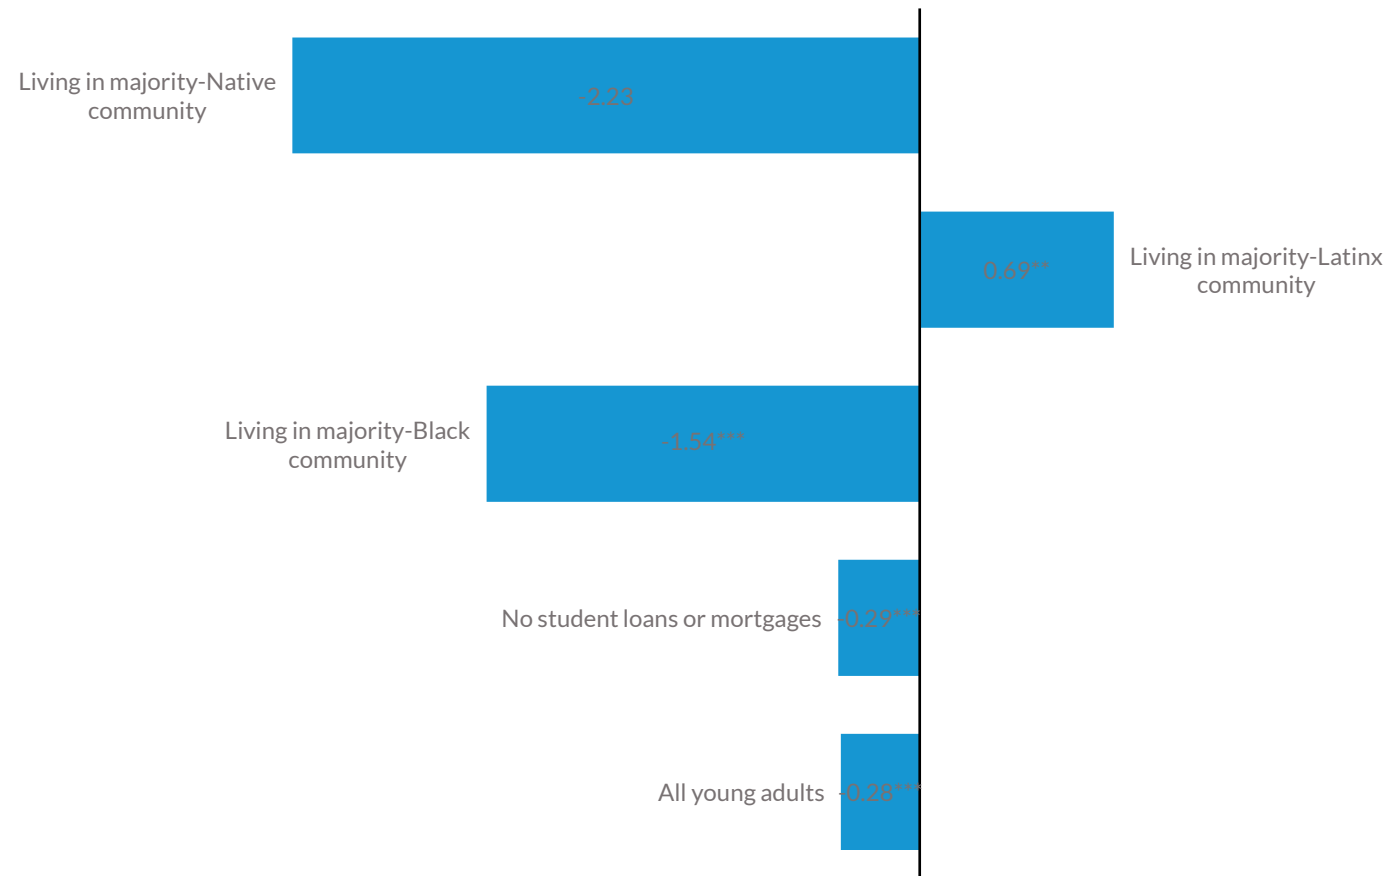 Living in majority-Native
community
-2.23
0.69**
Living in majority-Latinx
community
Living in majority-Black
community
-1.54***
No student loans or mortgages
-0.29***
All young adults
-0.28***